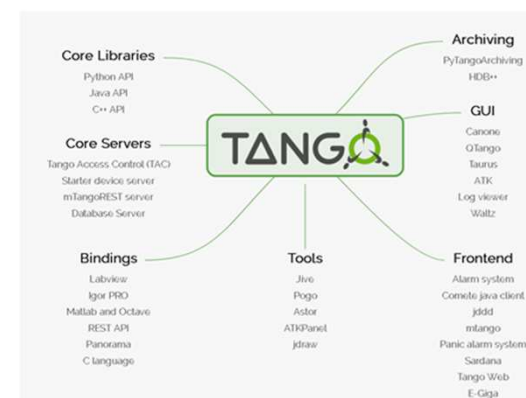 Core Libraries
Python API
Java API
C++ API
Core Servers
Tango Access Control (TAC)
Starter device server
mTangoREST server
Database Server
Bindings
Labview
Igor PRO
Matlab and Octave
REST API
Panorama
C language
TANGO
Tools
Jive
Pogo
Astor
ATKPanel
jdraw
Archiving
PyTangoArchiving
HDB++
GUI
Canone
QTango
Taurus
ATK
Log viewer
Waltz
Frontend
Alarm system
Comete java client
jddd
mtango
Panic alarm system
Sardana
Tango Web
E-Giga